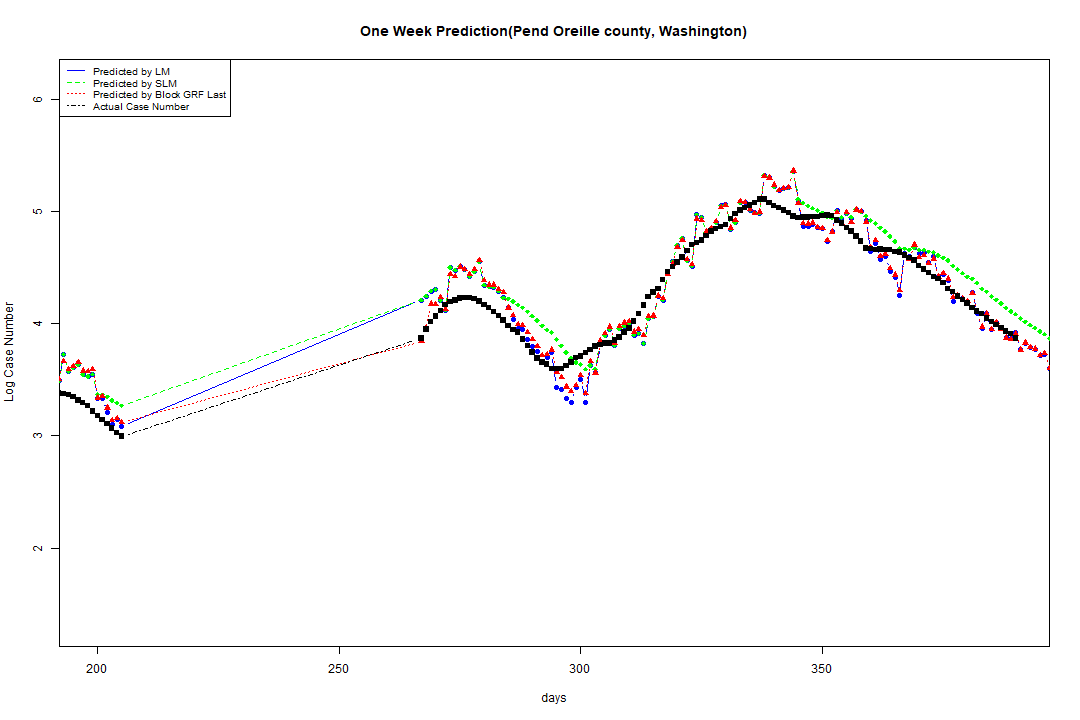 One Week Prediction(Pend Oreille county, Washington)
Predicted by LM
Predicted by SLM
Predicted by Block GRF Last
Actual Case Number
Log Case Number
6
5
4
3
2
200
250
300
350
days